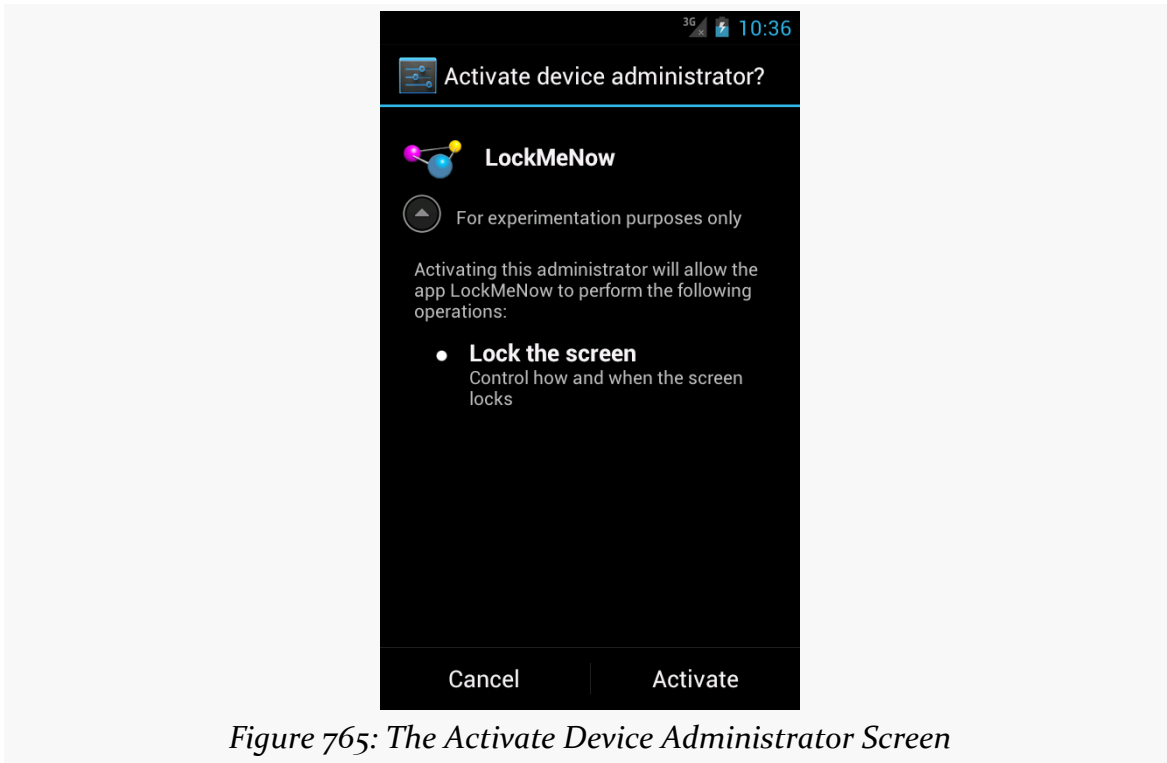 3G 10:36
Activate device administrator?
LockMeNow
For experimentation purposes only
Activating this administrator will allow the
app LockMeNow to perform the following
operations:
Lock the screen
Control how and when the screen
locks
Cancel Activate
Figure 765: The Activate Device Administrator Screen